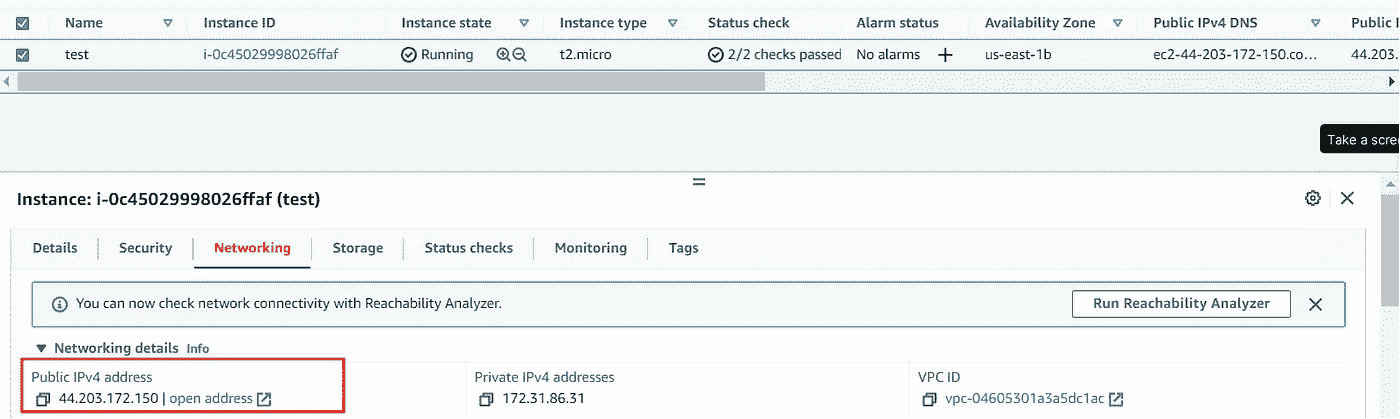 Name Instance ID Instance state Instance type Status check Alarm status Availability Zone Public IPv4 DNS Public I
test i-0c45029998026ffaf Running t2.micro 2/2 checks passed No alarms + us-east-1b ec2-44-203-172-150.co... 44.203.
Take a scre
Instance: i-0c45029998026ffaf (test)
Details Security Networking Storage Status checks Monitoring Tags
You can now check network connectivity with Reachability Analyzer. Run Reachability Analyzer
Networking details Info
Public IPv4 address Private IPv4 addresses VPC ID
44.203.172.150 | open address 172.31.86.31 vpc-04605301a3a5dc1ac